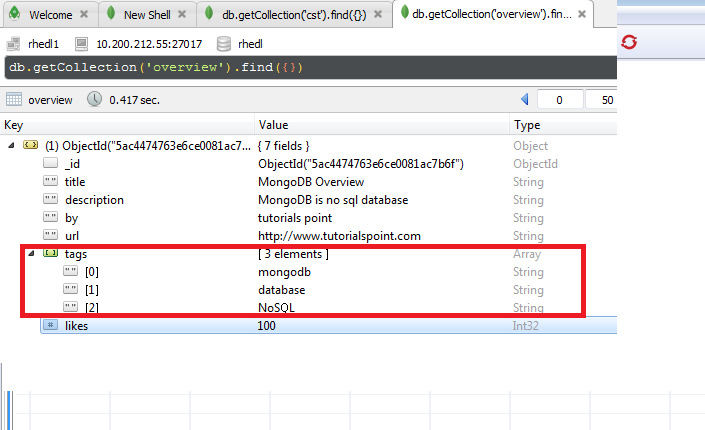 Welcome New Shell db.getCollection('cst').find({}) db.getCollection('overview').fin...
rhedl1 10.200.212.55:27017 rhedl
db.getCollection('overview').find({})
overview 0.417 sec. 0 50
Key Value Type
(1) ObjectId("5ac4474763e6ce0081ac7... { 7 fields } Object
_id ObjectId("5ac4474763e6ce0081ac7b6f") ObjectId
title MongoDB Overview String
description MongoDB is no sql database String
by tutorials point String
url http://www.tutorialspoint.com String
tags [ 3 elements ] Array
[0] mongodb String
[1] database String
[2] NoSQL String
likes 100 Int32